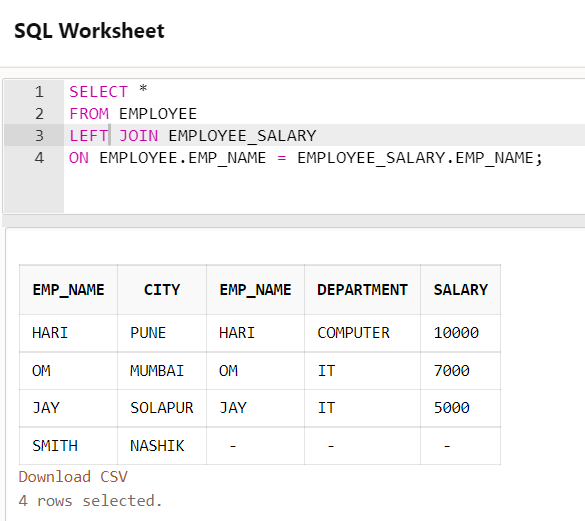 SQL Worksheet
1 SELECT *
2 FROM EMPLOYEE
3 LEFT JOIN EMPLOYEE_SALARY
4 ON EMPLOYEE.EMP_NAME = EMPLOYEE_SALARY.EMP_NAME;
EMP_NAME CITY EMP_NAME DEPARTMENT SALARY
HARI PUNE HARI COMPUTER 10000
OM MUMBAI OM IT 7000
JAY SOLAPUR JAY IT 5000
SMITH NASHIK - - -
Download CSV
4 rows selected.